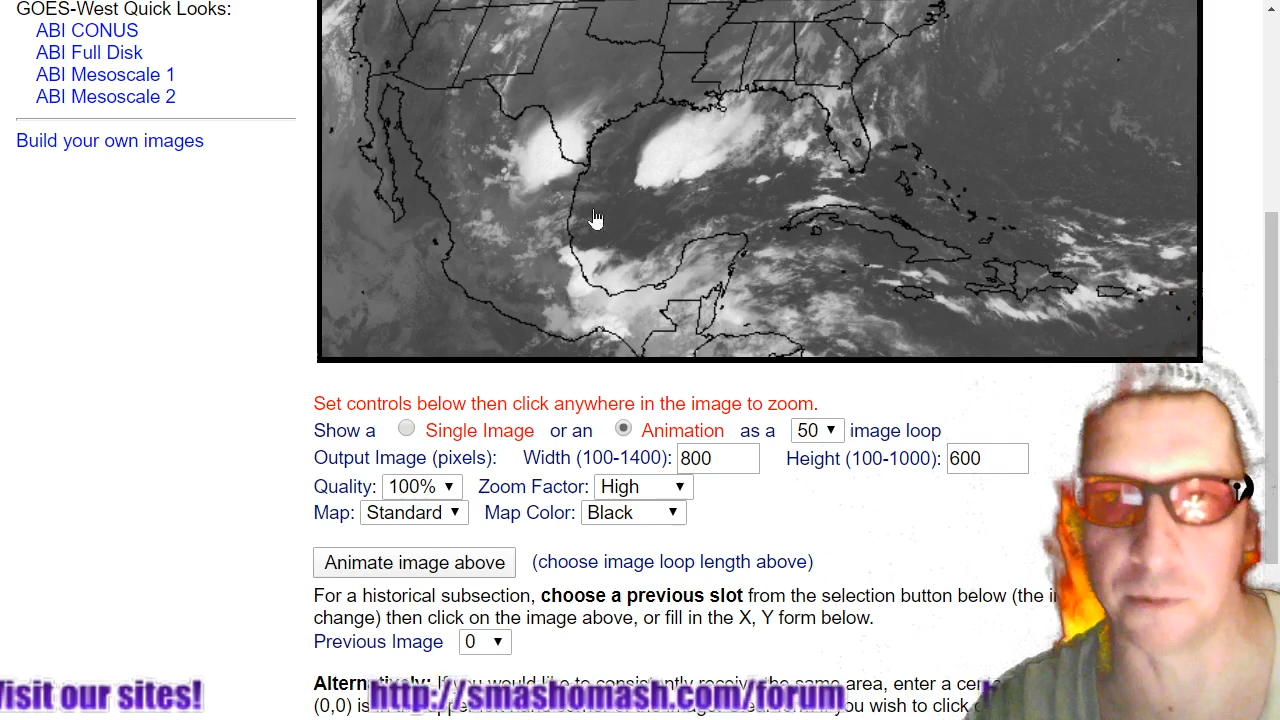 GOES-West Quick Looks:
ABI CONUS
ABI Full Disk
ABI Mesoscale 1
ABI Mesoscale 2
Build your own images
Set controls below then click anywhere in the image to zoom.
Show a Single Image or an Animation as a 50 image loop
Output Image (pixels): Width (100-1400): 800 Height (100-1000): 600
Quality: 100% Zoom Factor: High
Map: Standard Map Color: Black
Animate image above (choose image loop length above)
For a historical subsection, choose a previous slot from the selection button below (the
change) then click on the image above, or fill in the X, Y form below.
Previous Image 0
Visit our sites! http://smashomash.com/forum